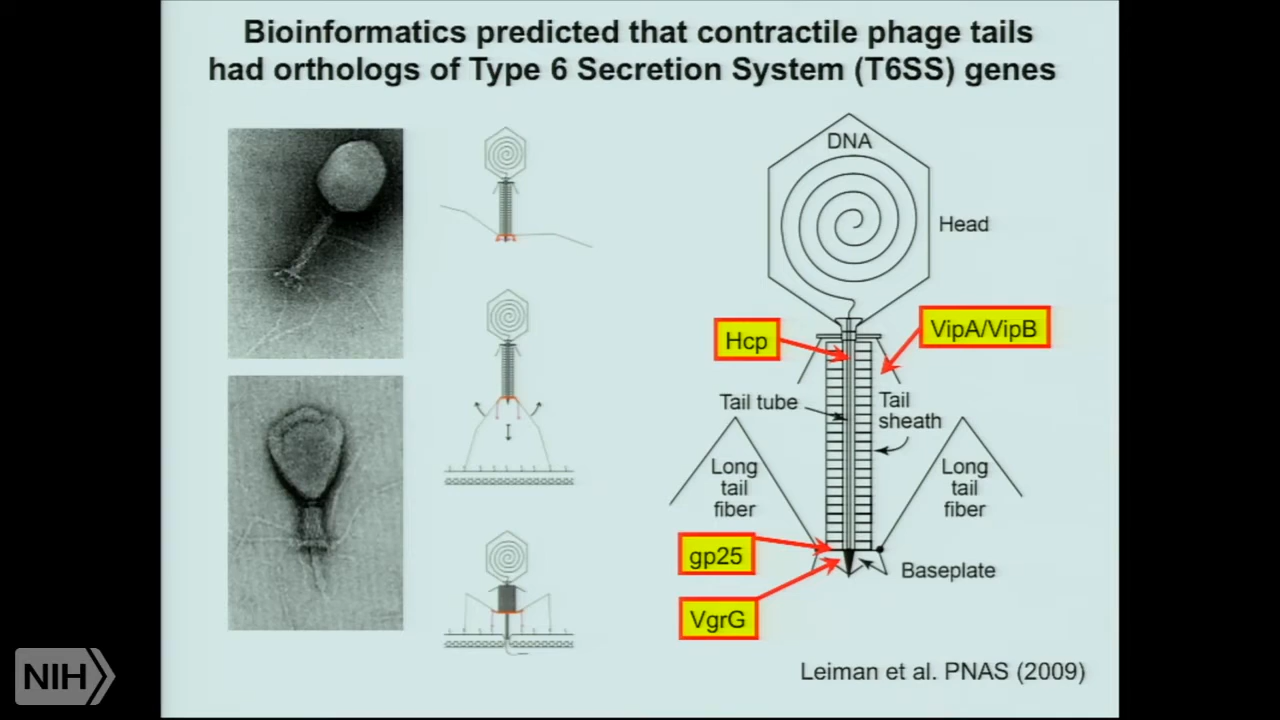 Bioinformatics predicted that contractile phage tails
had orthologs of Type 6 Secretion System (T6SS) genes
DNA
Head
Hcp
VipA/VipB
Tail tube
Tail
sheath
Long
tail
fiber
Long
tail
fiber
gp25
Baseplate
VgrG
Leiman et al. PNAS (2009)
NIH